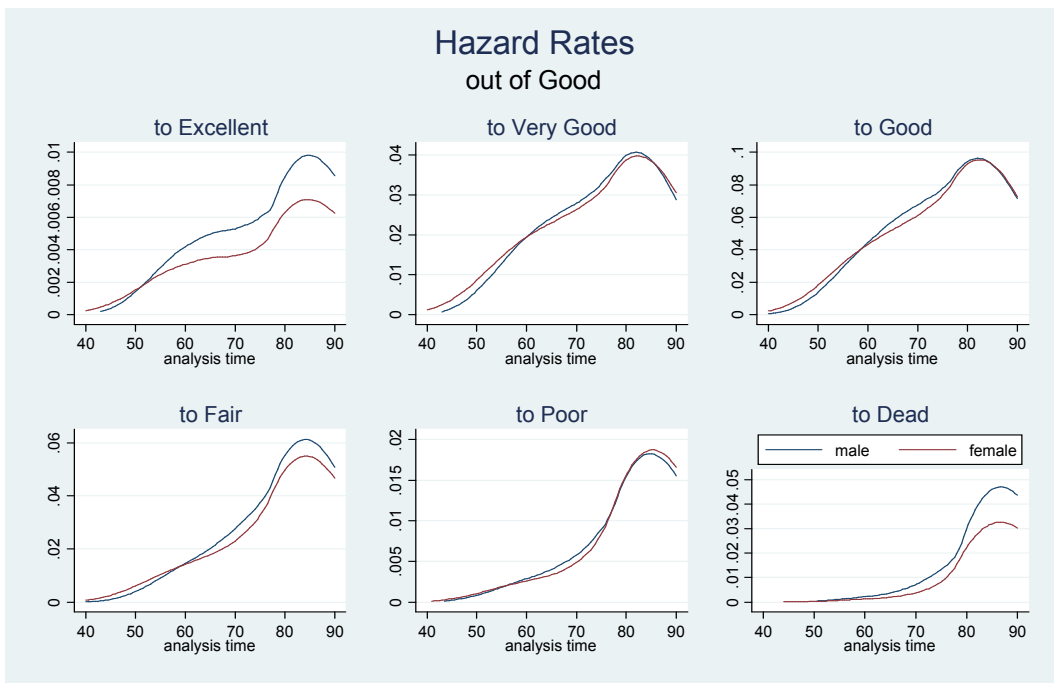 Hazard Rates
out of Good
to Excellent
0 .002 .004 .006 .008 .01
40 50 60 70 80 90
analysis time
to Very Good
0 .01 .02 .03 .04
40 50 60 70 80 90
analysis time
to Good
0 .02 .04 .06 .08 .1
40 50 60 70 80 90
analysis time
to Fair
0 .02 .04 .06
40 50 60 70 80 90
analysis time
to Poor
0 .005 .01 .015 .02
40 50 60 70 80 90
analysis time
to Dead
male female
0 .01 .02 .03 .04 .05
40 50 60 70 80 90
analysis time